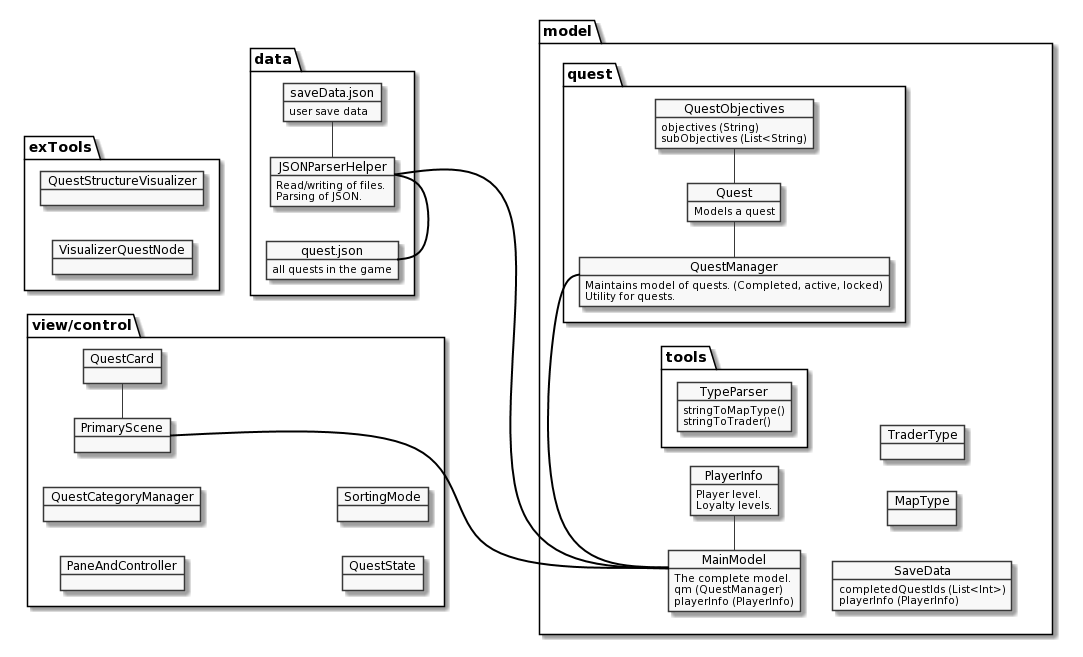 exTools
QuestStructureVisualizer
VisualizerQuestNode
data
saveData.json
user save data
JSONParserHelper
Read/writing of files.
Parsing of JSON.
quest.json
all quests in the game
view/control
QuestCard
PrimaryScene
QuestCategoryManager
SortingMode
PaneAndController
QuestState
model
quest
QuestObjectives
objectives (String)
subObjectives (List<String)
Quest
Models a quest
QuestManager
Maintains model of quests. (Completed, active, locked)
Utility for quests.
tools
TypeParser
stringToMapType()
stringToTrader()
TraderType
PlayerInfo
Player level.
Loyalty levels.
MapType
MainModel
The complete model.
qm (QuestManager)
playerInfo (PlayerInfo)
SaveData
completedQuestIds (List<Int>)
playerInfo (PlayerInfo)